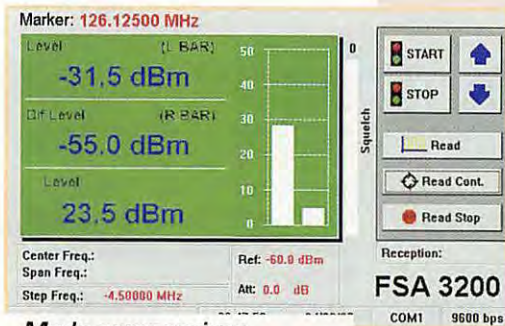 Marker: 126.12500 MHz
Level (L BAR)
-31.5 dBm
Dif Level (R BAR)
-55.0 dBm
Level
23.5 dBm
50
40
30
20
10
0
0
Squelch
START
STOP
Read
Read Cont.
Read Stop
Center Freq.:
Span Freq.:
Step Freq.: -4.50000 MHz
Ref: -60.0 dBm
Att: 0.0 dB
Reception:
FSA 3200
COM1 9600 bps